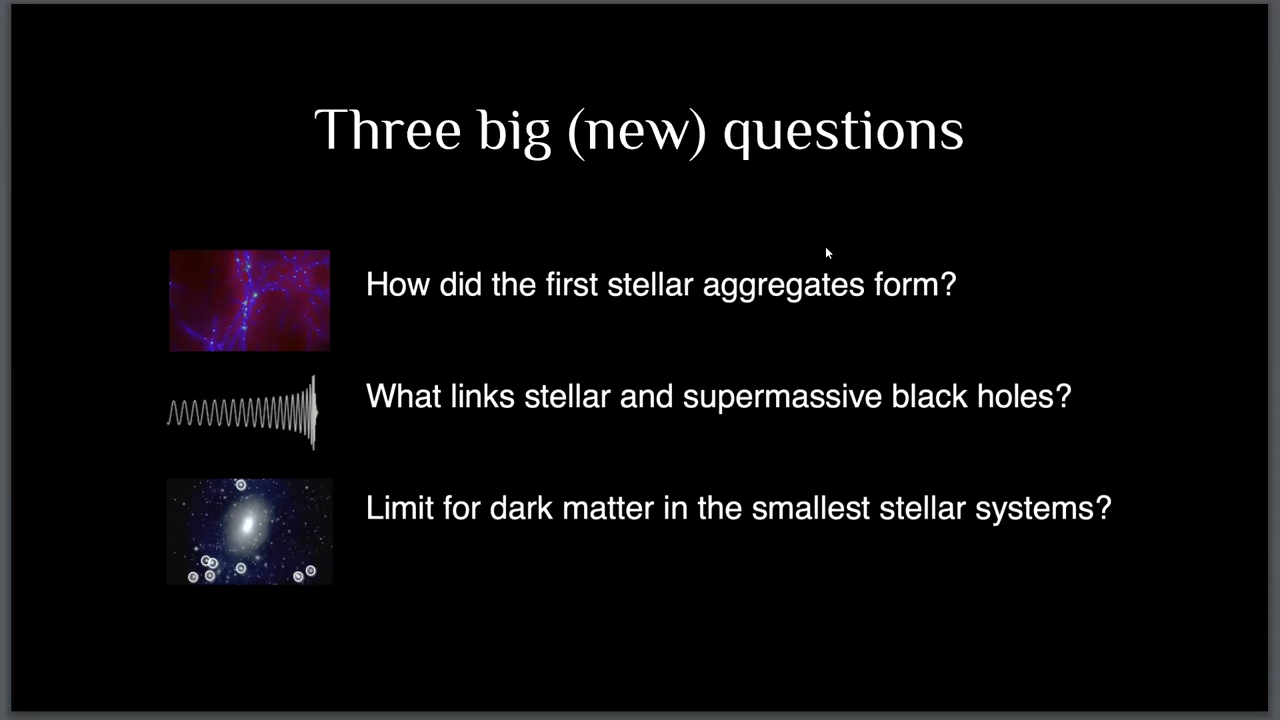 Three big (new) questions
How did the first stellar aggregates form?
What links stellar and supermassive black holes?
Limit for dark matter in the smallest stellar systems?